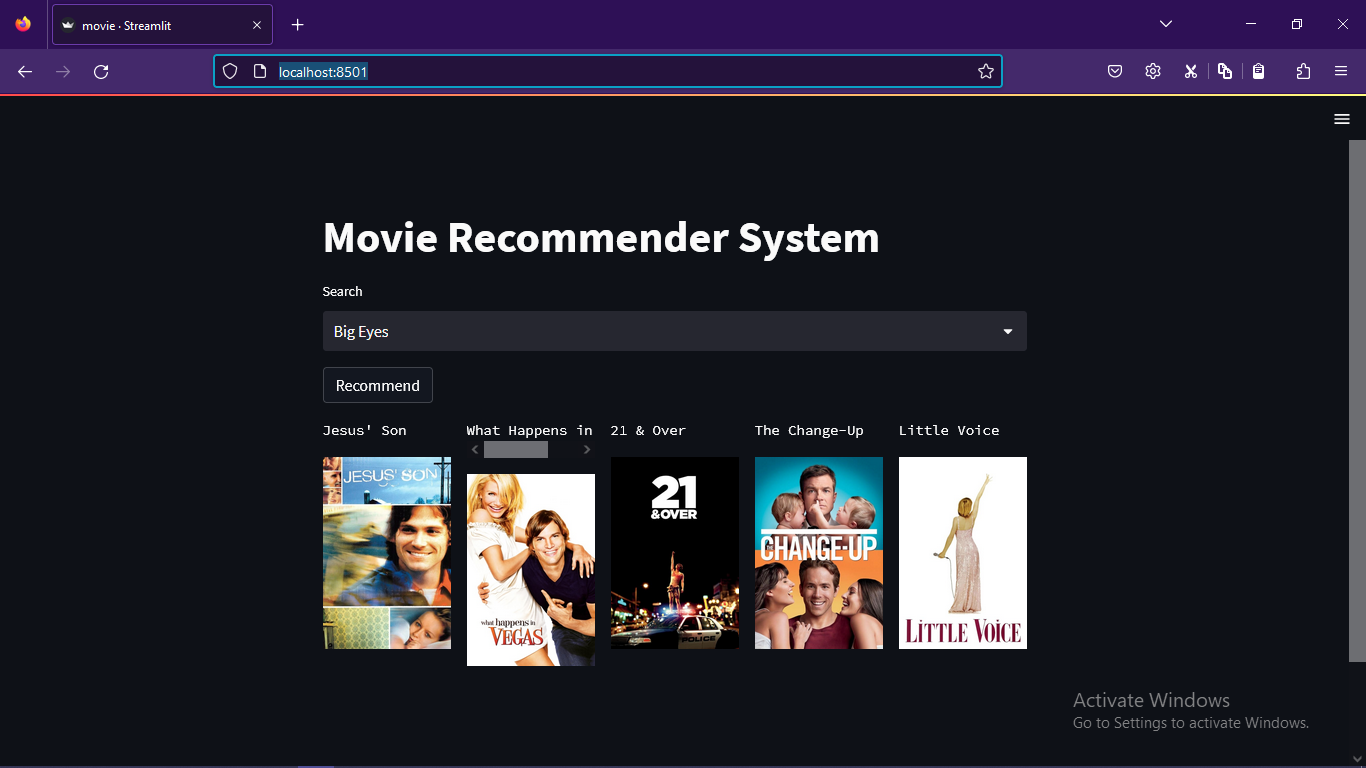 movie · Streamlit
localhost:8501
Movie Recommender System
Search
Big Eyes
Recommend
Jesus' Son
What Happens in
21 & Over
The Change-Up
Little Voice
JESUS' SON
what happens in
VEGAS
21
&OVER
POLICE
THE
CHANGE-UP
LITTLE VOICE
Activate Windows
Go to Settings to activate Windows.